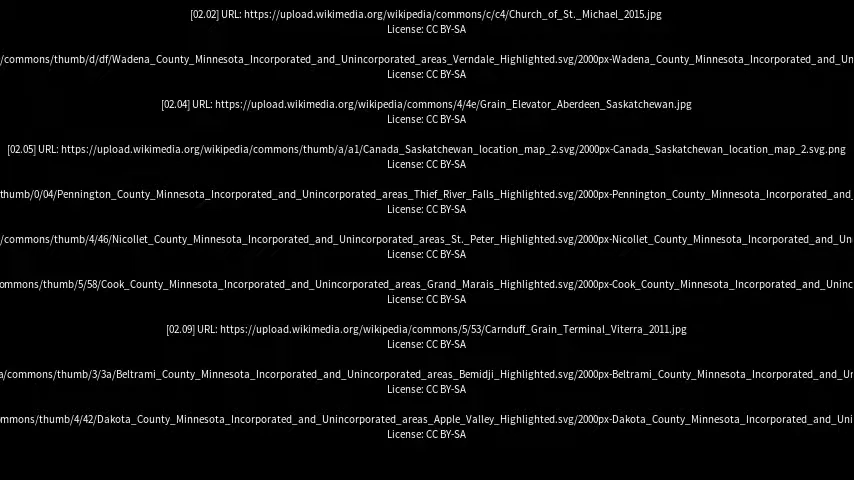 [02.02] URL: https://upload.wikimedia.org/wikipedia/commons/c/c4/Church_of_St._Michael_2015.jpg
License: CC BY-SA
/commons/thumb/d/df/Wadena_County_Minnesota_Incorporated_and_Unincorporated_areas_Verndale_Highlighted.svg/2000px-Wadena_County_Minnesota_Incorporated_and_Un
License: CC BY-SA
[02.04] URL: https://upload.wikimedia.org/wikipedia/commons/4/4e/Grain_Elevator_Aberdeen_Saskatchewan.jpg
License: CC BY-SA
[02.05] URL: https://upload.wikimedia.org/wikipedia/commons/thumb/a/a1/Canada_Saskatchewan_location_map_2.svg/2000px-Canada_Saskatchewan_location_map_2.svg.png
License: CC BY-SA
thumb/0/04/Pennington_County_Minnesota_Incorporated_and_Unincorporated_areas_Thief_River_Falls_Highlighted.svg/2000px-Pennington_County_Minnesota_Incorporated_and_
License: CC BY-SA
/commons/thumb/4/46/Nicollet_County_Minnesota_Incorporated_and_Unincorporated_areas_St._Peter_Highlighted.svg/2000px-Nicollet_County_Minnesota_Incorporated_and_Un
License: CC BY-SA
ommons/thumb/5/58/Cook_County_Minnesota_Incorporated_and_Unincorporated_areas_Grand_Marais_Highlighted.svg/2000px-Cook_County_Minnesota_Incorporated_and_Uninc
License: CC BY-SA
[02.09] URL: https://upload.wikimedia.org/wikipedia/commons/5/53/Carnduff_Grain_Terminal_Viterra_2011.jpg
License: CC BY-SA
a/commons/thumb/3/3a/Beltrami_County_Minnesota_Incorporated_and_Unincorporated_areas_Bemidji_Highlighted.svg/2000px-Beltrami_County_Minnesota_Incorporated_and_Un
License: CC BY-SA
mmons/thumb/4/42/Dakota_County_Minnesota_Incorporated_and_Unincorporated_areas_Apple_Valley_Highlighted.svg/2000px-Dakota_County_Minnesota_Incorporated_and_Uni
License: CC BY-SA